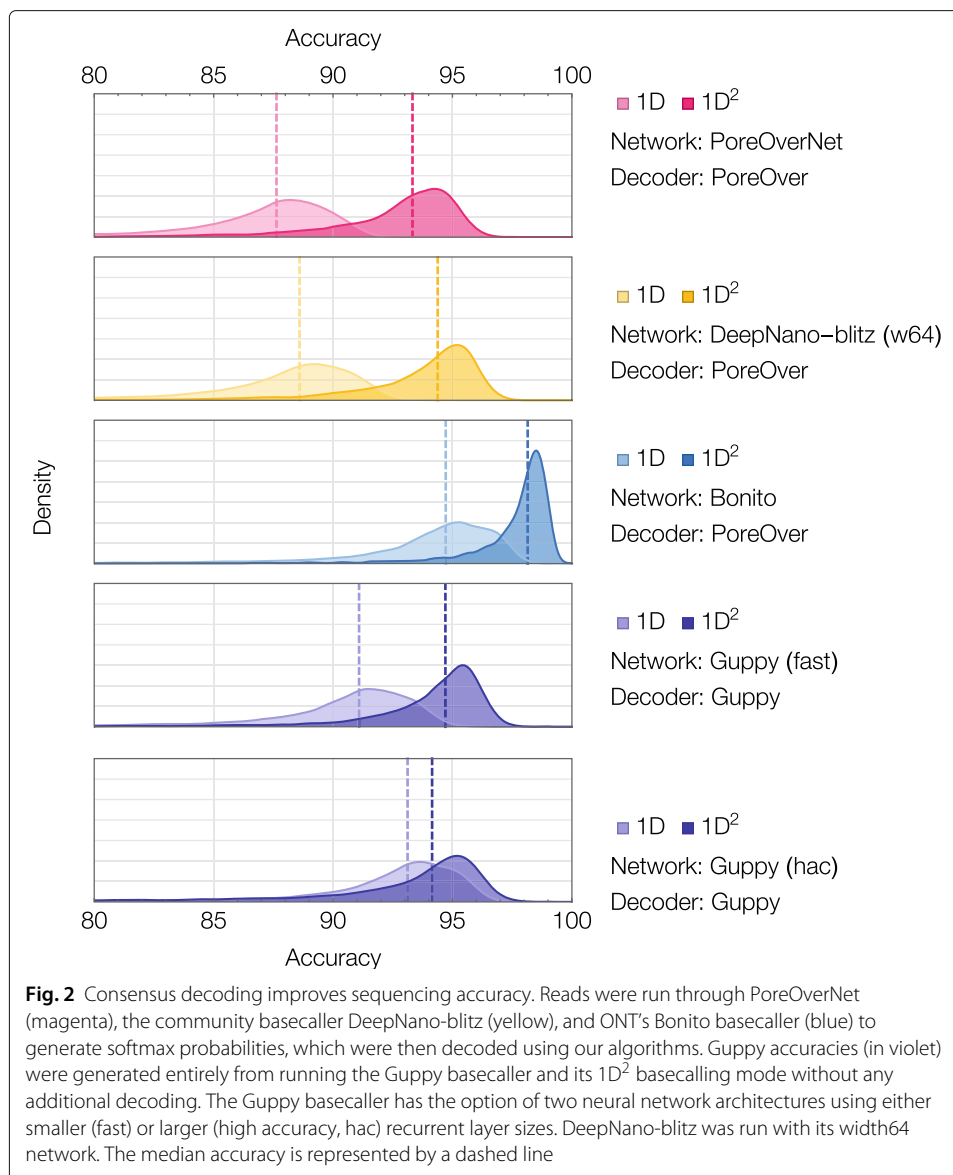 Accuracy
80 85 90 95 100
1D 1D²
Network: PoreOverNet
Decoder: PoreOver
1D 1D²
Network: DeepNano–blitz (w64)
Decoder: PoreOver
Density
1D 1D²
Network: Bonito
Decoder: PoreOver
1D 1D²
Network: Guppy (fast)
Decoder: Guppy
1D 1D²
Network: Guppy (hac)
Decoder: Guppy
80 85 90 95 100
Accuracy
Fig. 2 Consensus decoding improves sequencing accuracy. Reads were run through PoreOverNet
(magenta), the community basecaller DeepNano-blitz (yellow), and ONT's Bonito basecaller (blue) to
generate softmax probabilities, which were then decoded using our algorithms. Guppy accuracies (in violet)
were generated entirely from running the Guppy basecaller and its 1D² basecalling mode without any
additional decoding. The Guppy basecaller has the option of two neural network architectures using either
smaller (fast) or larger (high accuracy, hac) recurrent layer sizes. DeepNano-blitz was run with its width64
network. The median accuracy is represented by a dashed line